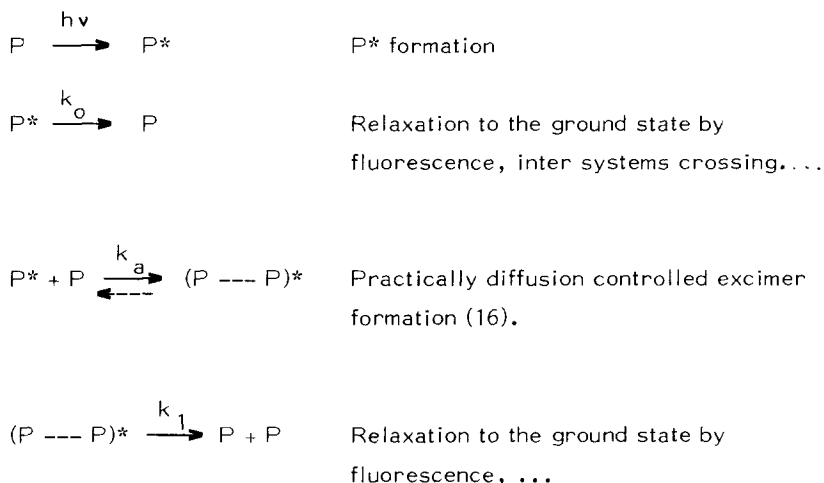 hν
P ⟶ P* P* formation
k_o
P* ⟶ P Relaxation to the ground state by
fluorescence, inter systems crossing....
k_a
P* + P ⟶ (P --- P)* Practically diffusion controlled excimer
⇠
formation (16).
k_1
(P --- P)* ⟶ P + P Relaxation to the ground state by
fluorescence, ...